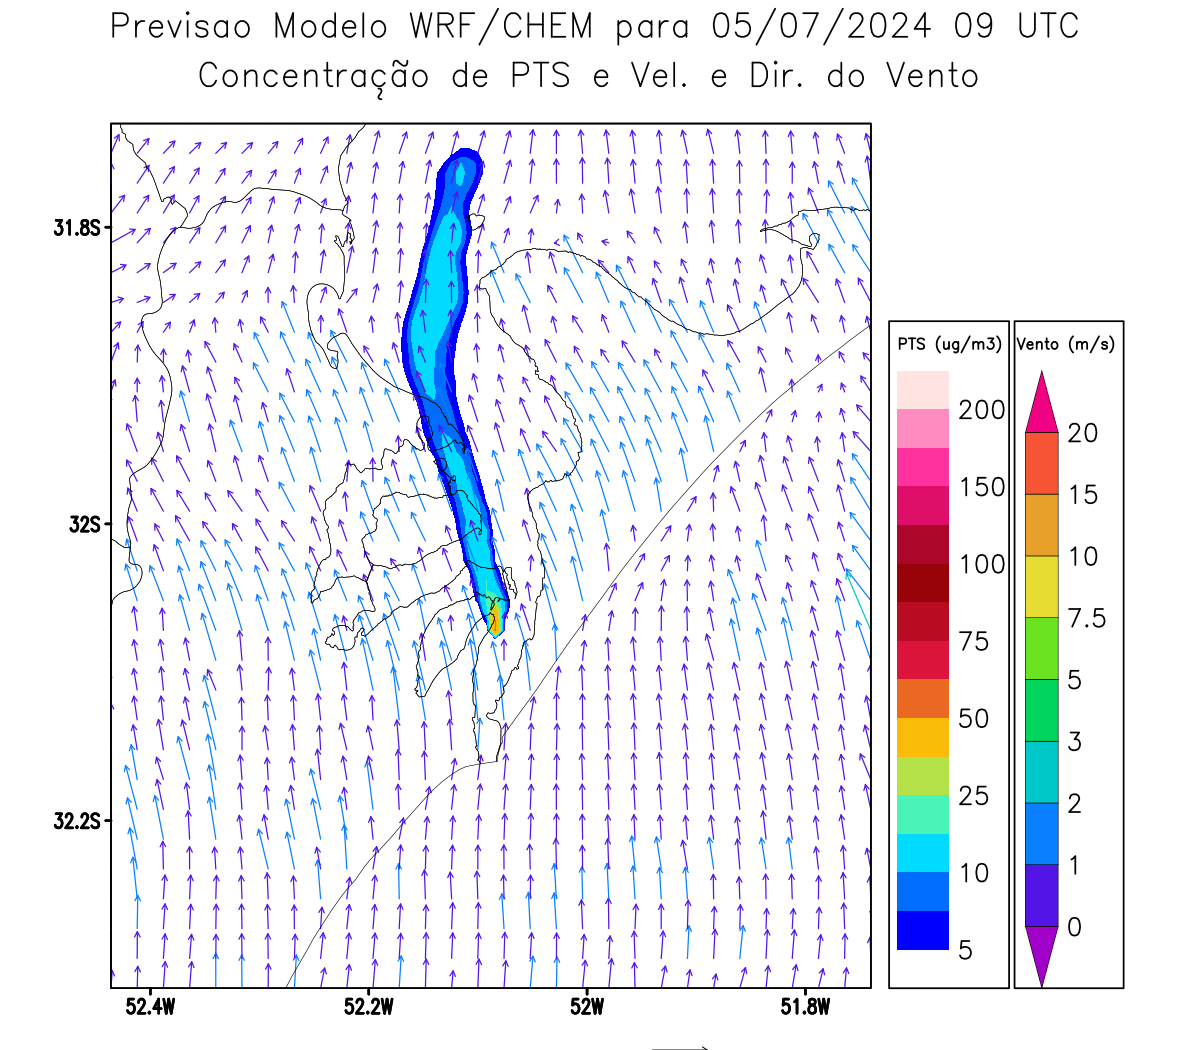 Previsao Modelo WRF/CHEM para 05/07/2024 09 UTC
Concentração de PTS e Vel. e Dir. do Vento
31.8S
32S
32.2S
52.4W
52.2W
52W
51.8W
PTS (ug/m3)
200
150
100
75
50
25
10
5
Vento (m/s)
20
15
10
7.5
5
3
2
1
0